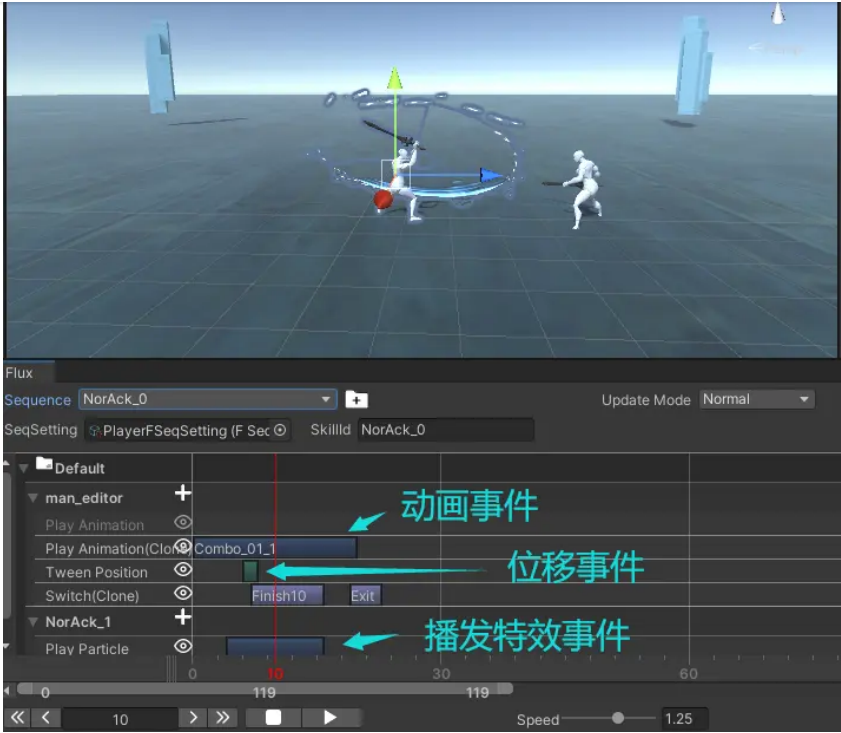 Flux
Sequence NorAck_0 Update Mode Normal
SeqSetting PlayerFSeqSetting (F Sec SkillId NorAck_0
Default
man_editor
动画事件
Play Animation
Play Animation(Clone) Combo_01_1
Tween Position
位移事件
Switch(Clone) Finish10 Exit
NorAck_1
播发特效事件
Play Particle
0 10 30 60
0 119 119
10 Speed 1.25